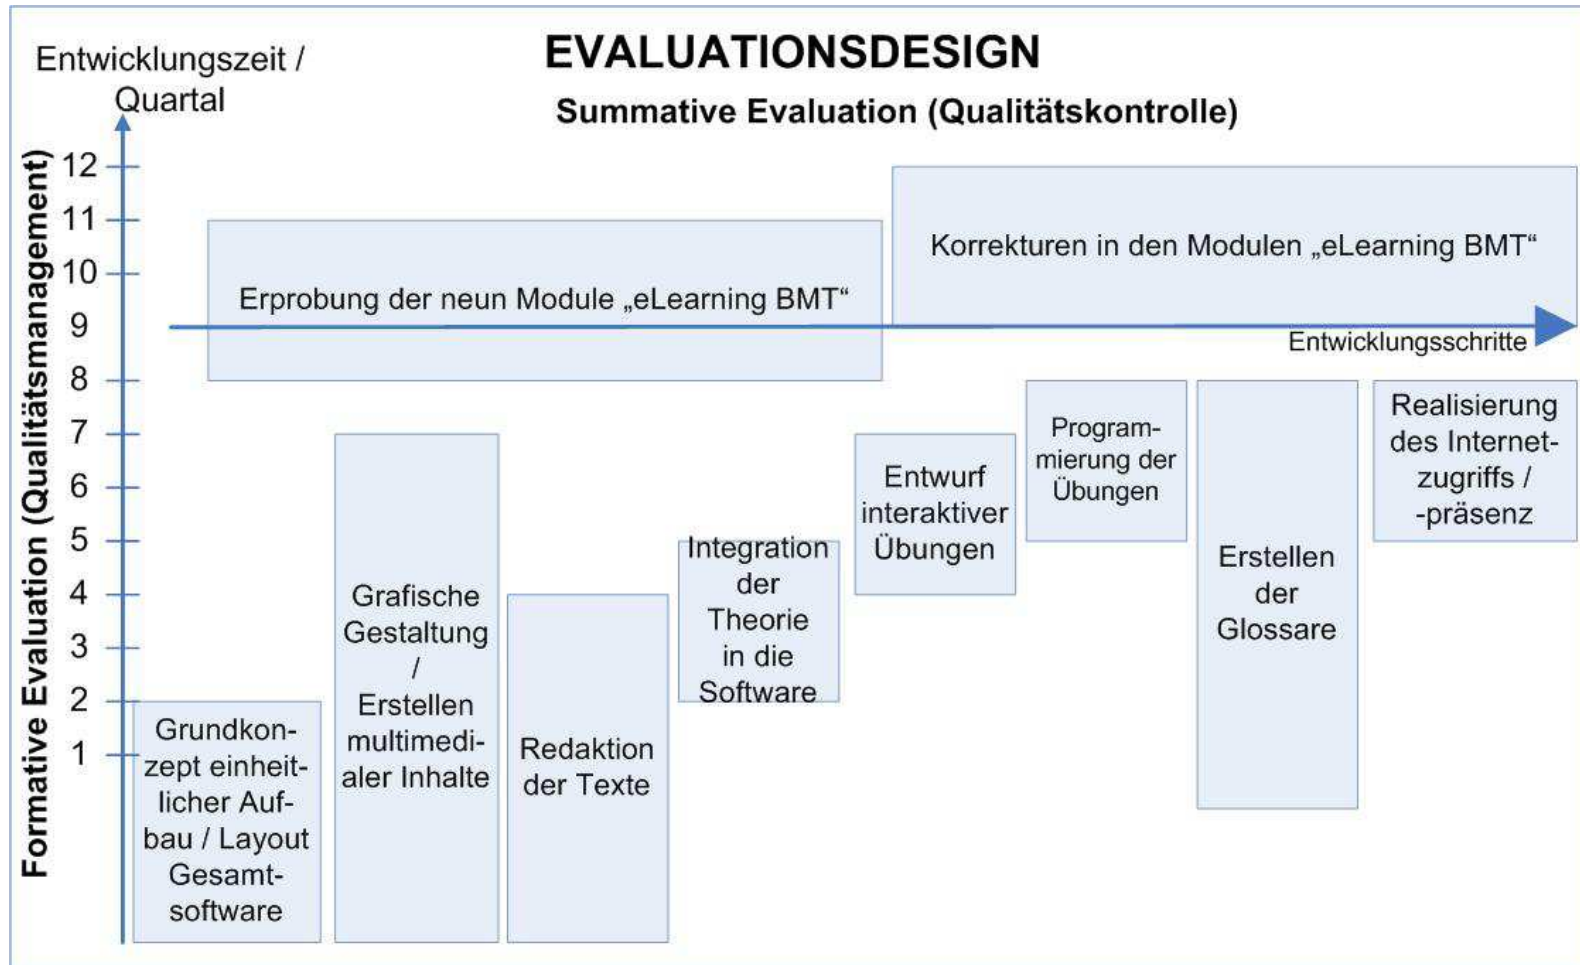 EVALUATIONSDESIGN
Summative Evaluation (Qualitätskontrolle)
Entwicklungszeit /
Quartal
Formative Evaluation (Qualitätsmanagement)
12
11
10
9
8
7
6
5
4
3
2
1
Erprobung der neun Module „eLearning BMT“
Korrekturen in den Modulen „eLearning BMT“
Entwicklungsschritte
Grundkon-
zept einheit-
licher Auf-
bau / Layout
Gesamt-
software
Grafische
Gestaltung
/
Erstellen
multimedi-
aler Inhalte
Redaktion
der Texte
Integration
der
Theorie
in die
Software
Entwurf
interaktiver
Übungen
Program-
mierung der
Übungen
Erstellen
der
Glossare
Realisierung
des Internet-
zugriffs /
-präsenz